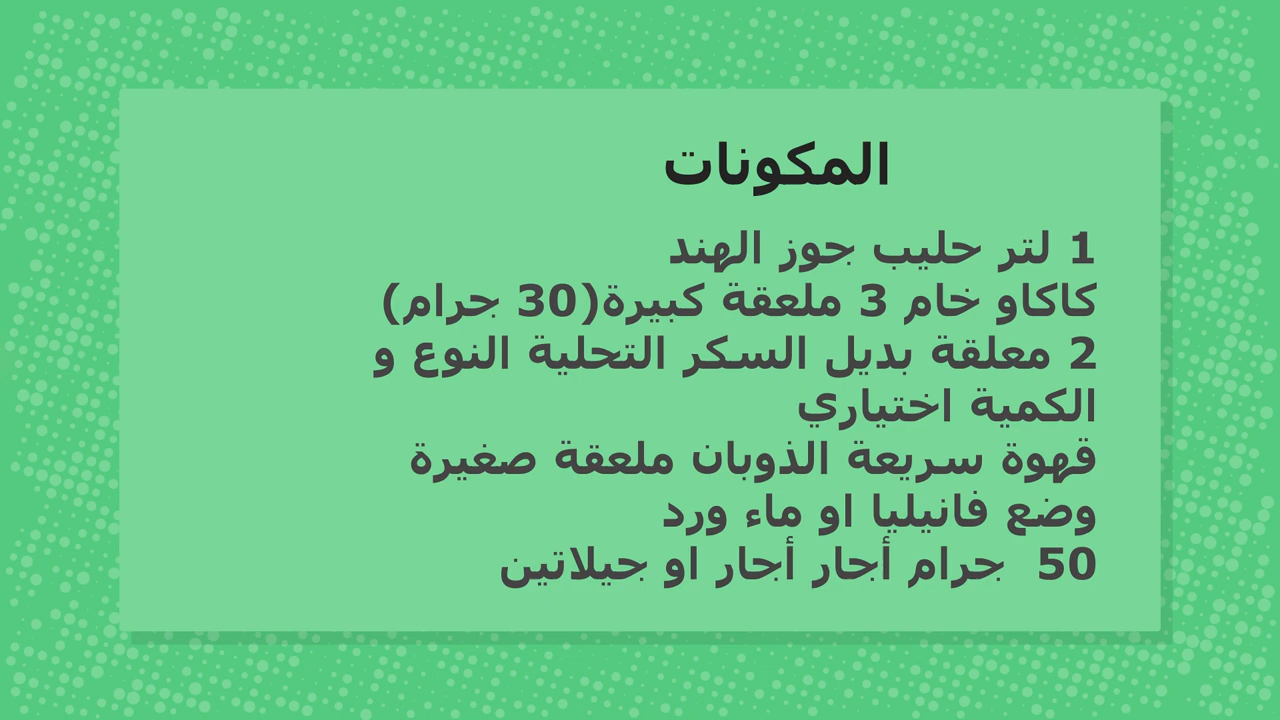 المكونات
1 لتر حليب جوز الهند
كاكاو خام 3 ملعقة كبيرة(30 جرام)
2 معلقة بديل السكر التحلية النوع و
الكمية اختياري
قهوة سريعة الذوبان ملعقة صغيرة
وضع فانيليا او ماء ورد
50 جرام أجار أجار او جيلاتين